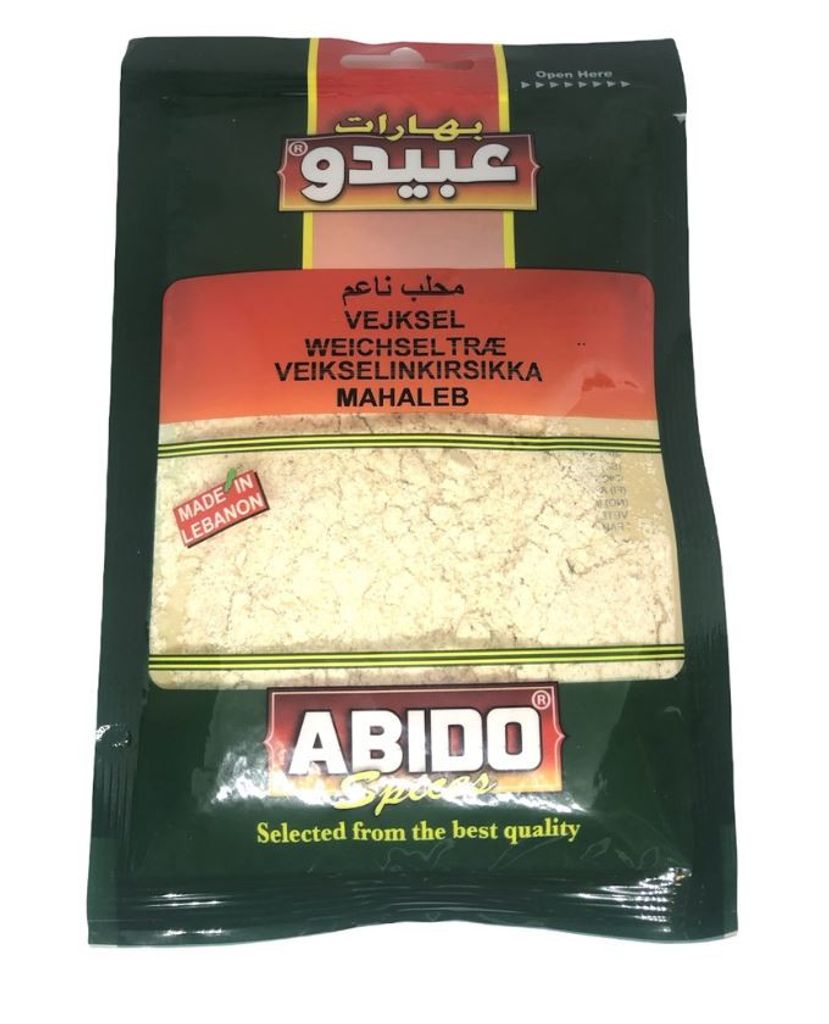 Open Here
بهارات
عبيدو ®
محلب ناعم
VEJKSEL
WEICHSELTRÆ
VEIKSELINKIRSIKKA
MAHALEB
MADE IN
LEBANON
ABIDO ®
Spices
Selected from the best quality